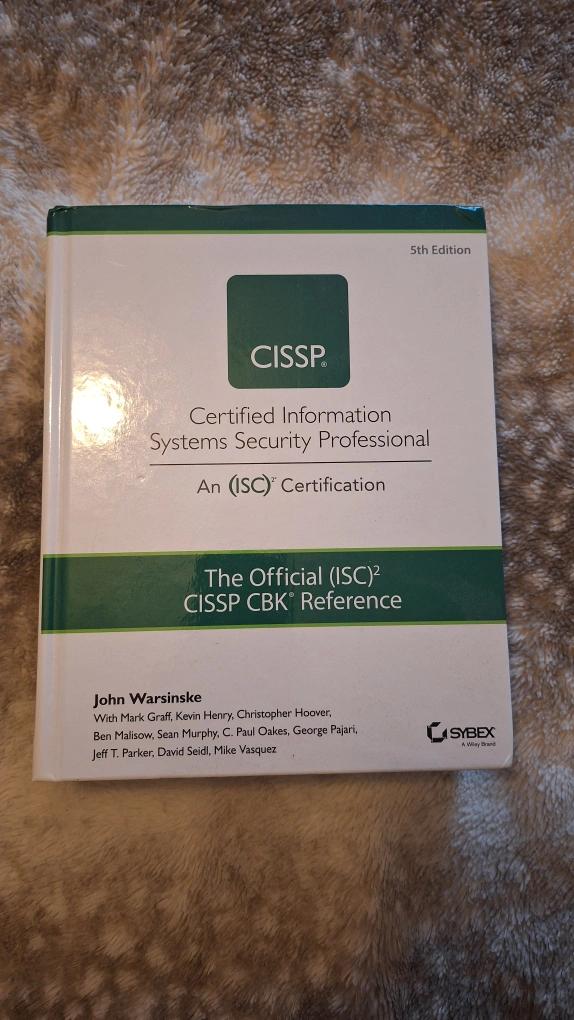 5th Edition
CISSP®
Certified Information
Systems Security Professional
An (ISC)²® Certification
The Official (ISC)²
CISSP CBK® Reference
John Warsinske
With Mark Graff, Kevin Henry, Christopher Hoover,
Ben Malisow, Sean Murphy, C. Paul Oakes, George Pajari,
Jeff T. Parker, David Seidl, Mike Vasquez
SYBEX
A Wiley Brand